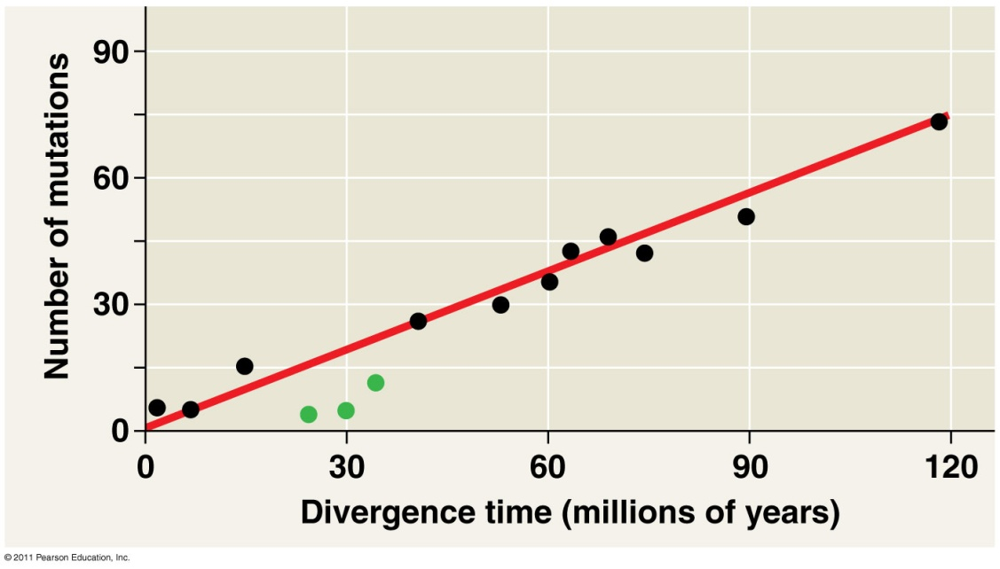 Number of mutations
90
60
30
0
0 30 60 90 120
Divergence time (millions of years)
© 2011 Pearson Education, Inc.